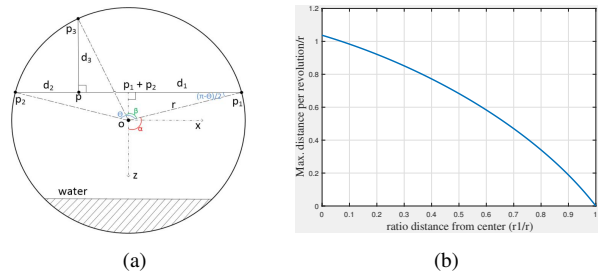 p₃
d₃
d₂
p₁ + p₂
d₁
p₂
p
r
(π-Θ)/2
p₁
Θ
β
o
α
x
z
water
(a)
Max. distance per revolution/r
1.2
1
0.8
0.6
0.4
0.2
0
0 0.1 0.2 0.3 0.4 0.5 0.6 0.7 0.8 0.9 1
ratio distance from center (r1/r)
(b)